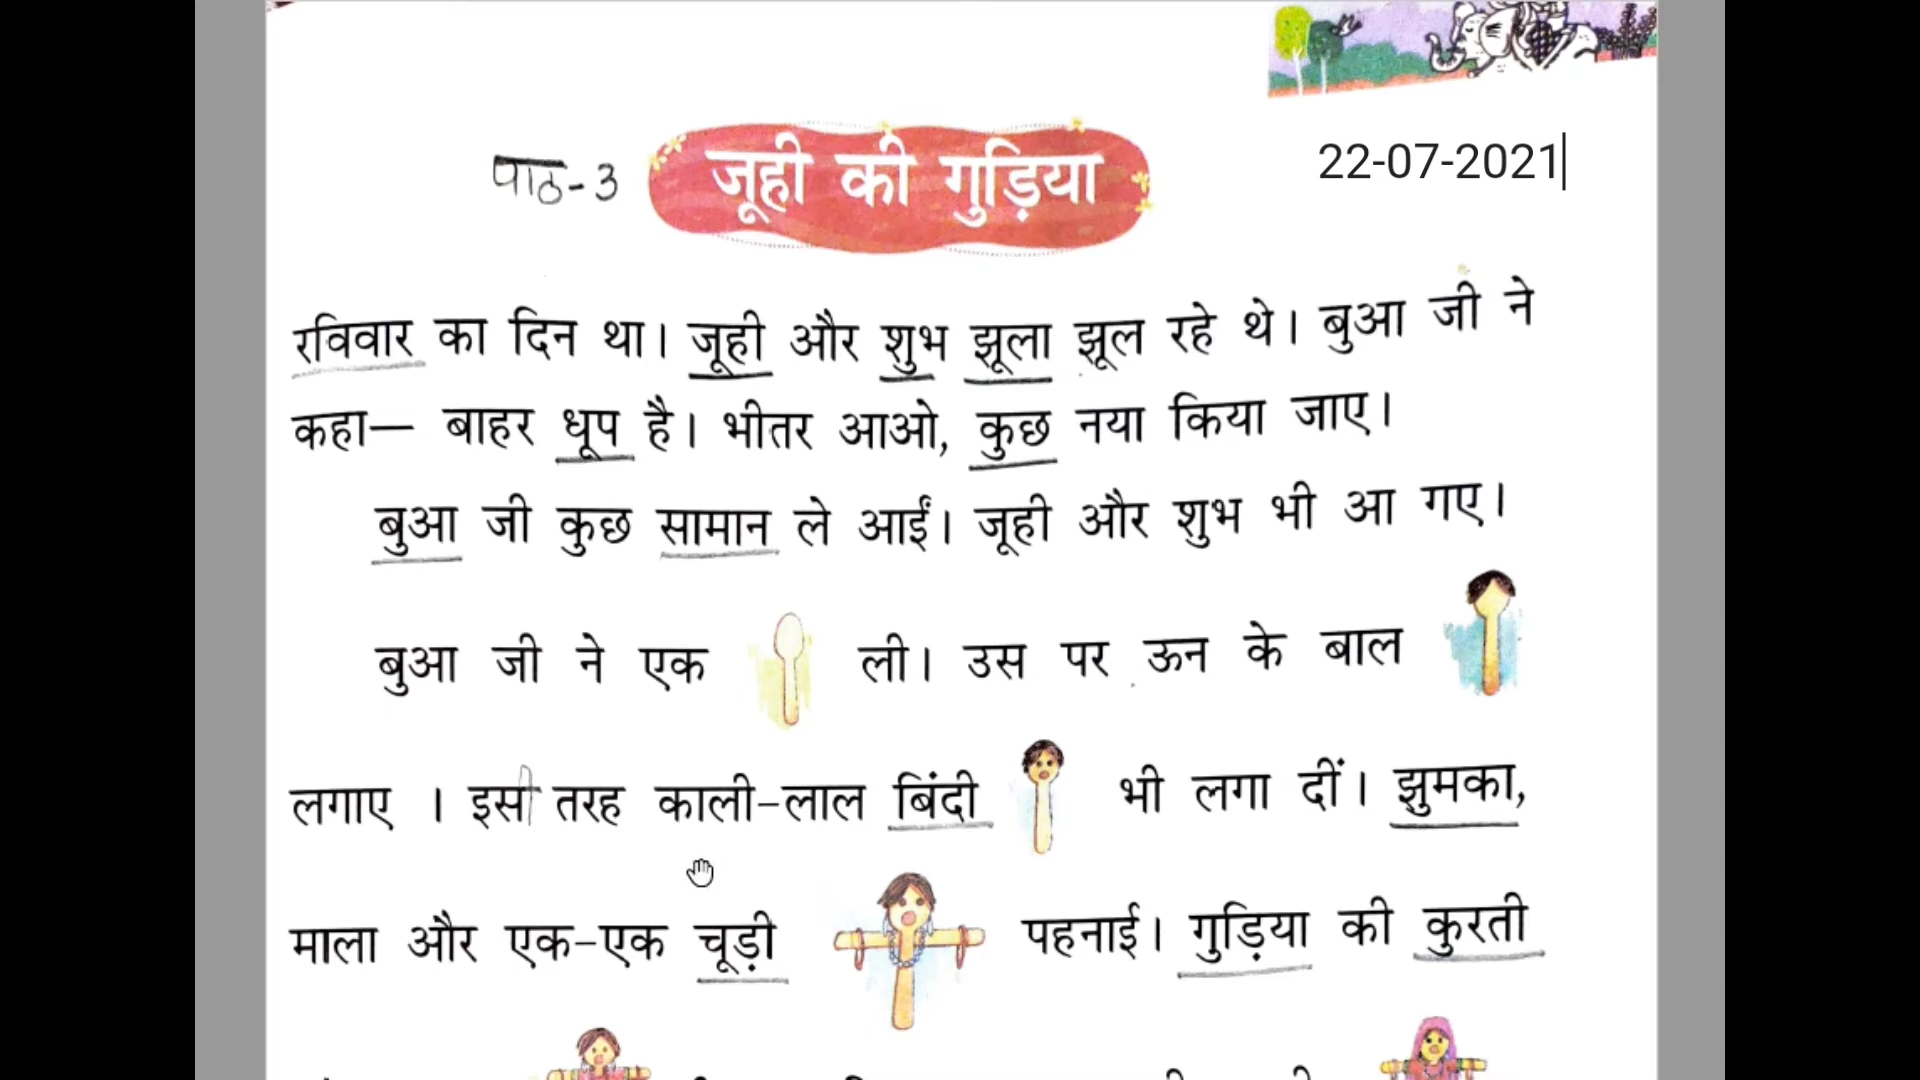 पाठ-3 जूही की गुड़िया 22-07-2021
रविवार का दिन था। जूही और शुभ झूला झूल रहे थे। बुआ जी ने
कहा— बाहर धूप है। भीतर आओ, कुछ नया किया जाए।
बुआ जी कुछ सामान ले आईं। जूही और शुभ भी आ गए।
बुआ जी ने एक ली। उस पर ऊन के बाल
लगाए । इसी तरह काली-लाल बिंदी भी लगा दीं। झुमका,
माला और एक-एक चूड़ी पहनाई। गुड़िया की कुरती